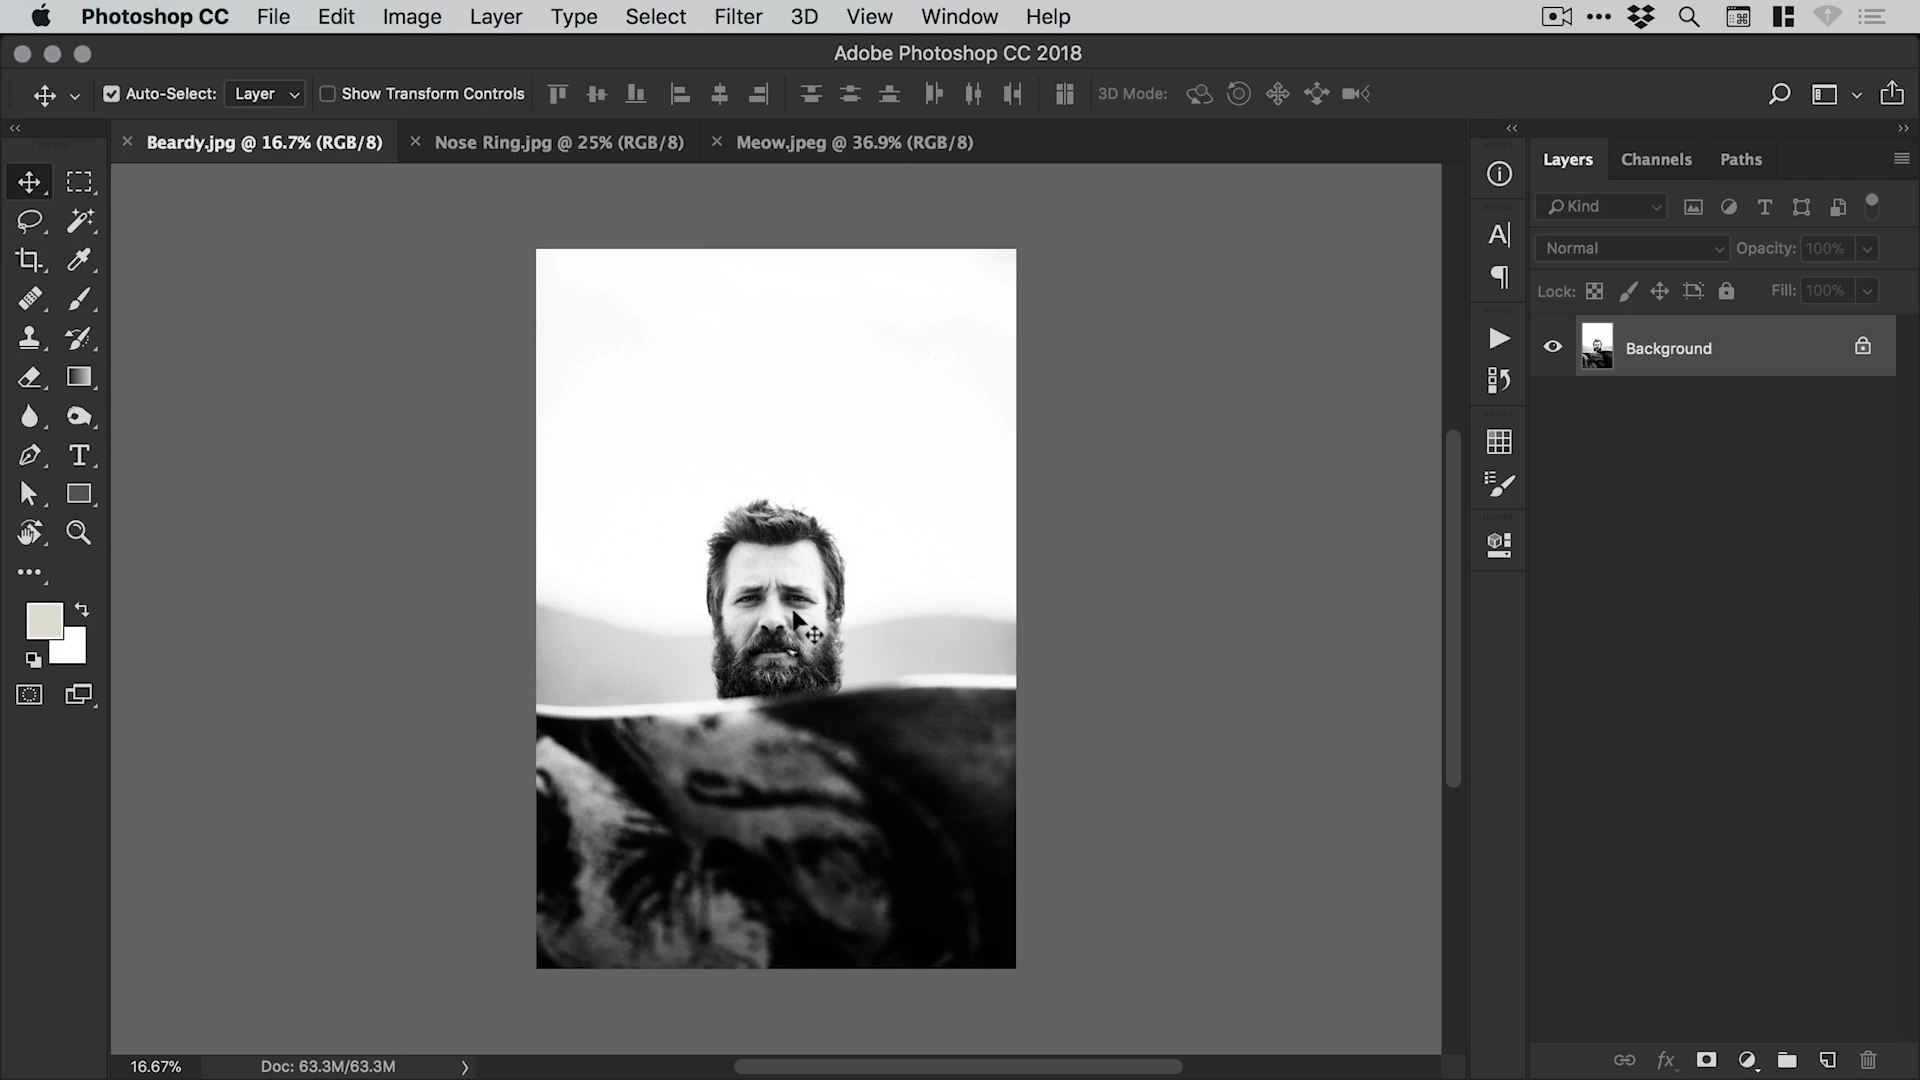 Photoshop CC File Edit Image Layer Type Select Filter 3D View Window Help
Adobe Photoshop CC 2018
Auto-Select: Layer Show Transform Controls 3D Mode:
Beardy.jpg @ 16.7% (RGB/8) Nose Ring.jpg @ 25% (RGB/8) Meow.jpeg @ 36.9% (RGB/8)
Layers Channels Paths
Kind
Normal Opacity: 100%
Lock: Fill: 100%
Background
16.67% Doc: 63.3M/63.3M